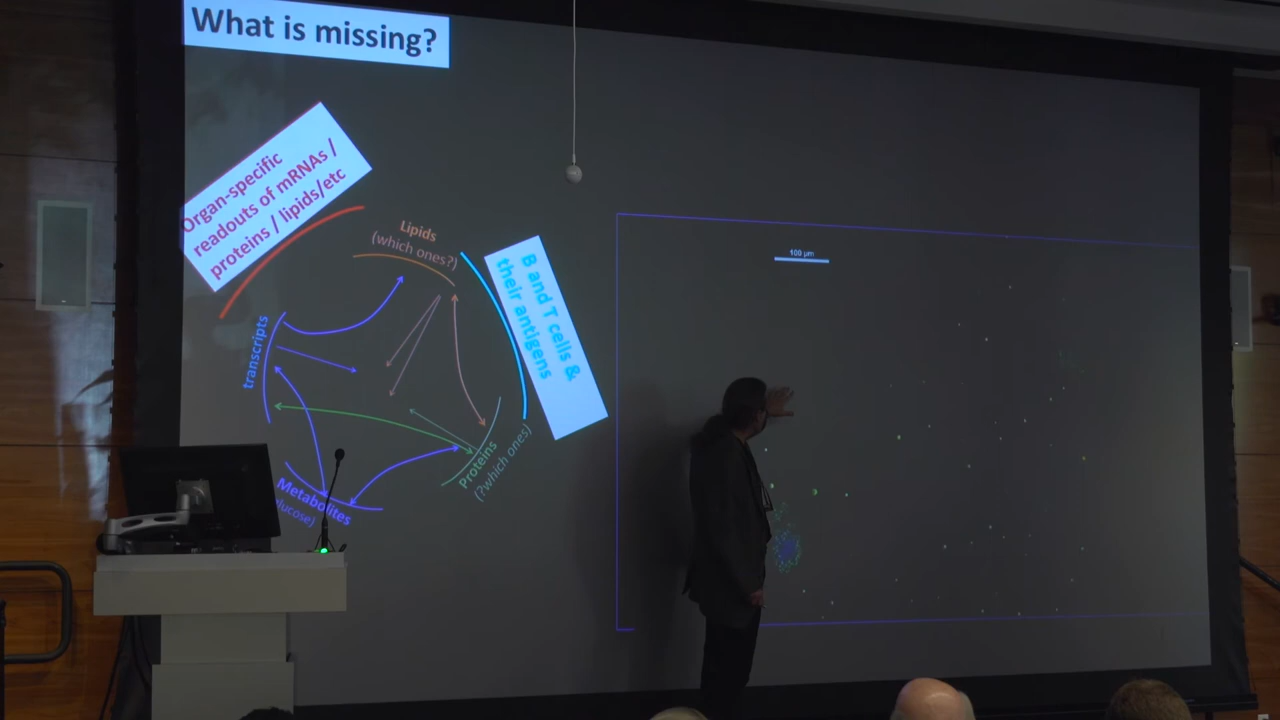 What is missing?
Organ-specific
readouts of mRNAs /
proteins / lipids/etc
Lipids
(which ones?)
B and T cells &
their antigens
transcripts
Proteins
(?which ones)
Metabolites
100 µm